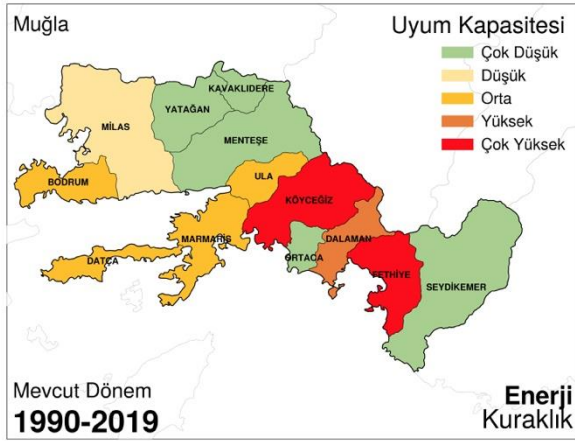 Muğla
Uyum Kapasitesi
Çok Düşük
Düşük
Orta
Yüksek
Çok Yüksek
KAVAKLIDERE
YATAĞAN
MİLAS
MENTEŞE
ULA
BODRUM
KÖYCEĞİZ
MARMARİS
DALAMAN
ORTACA
DATÇA
FETHİYE
SEYDİKEMER
Mevcut Dönem
1990-2019
Enerji
Kuraklık